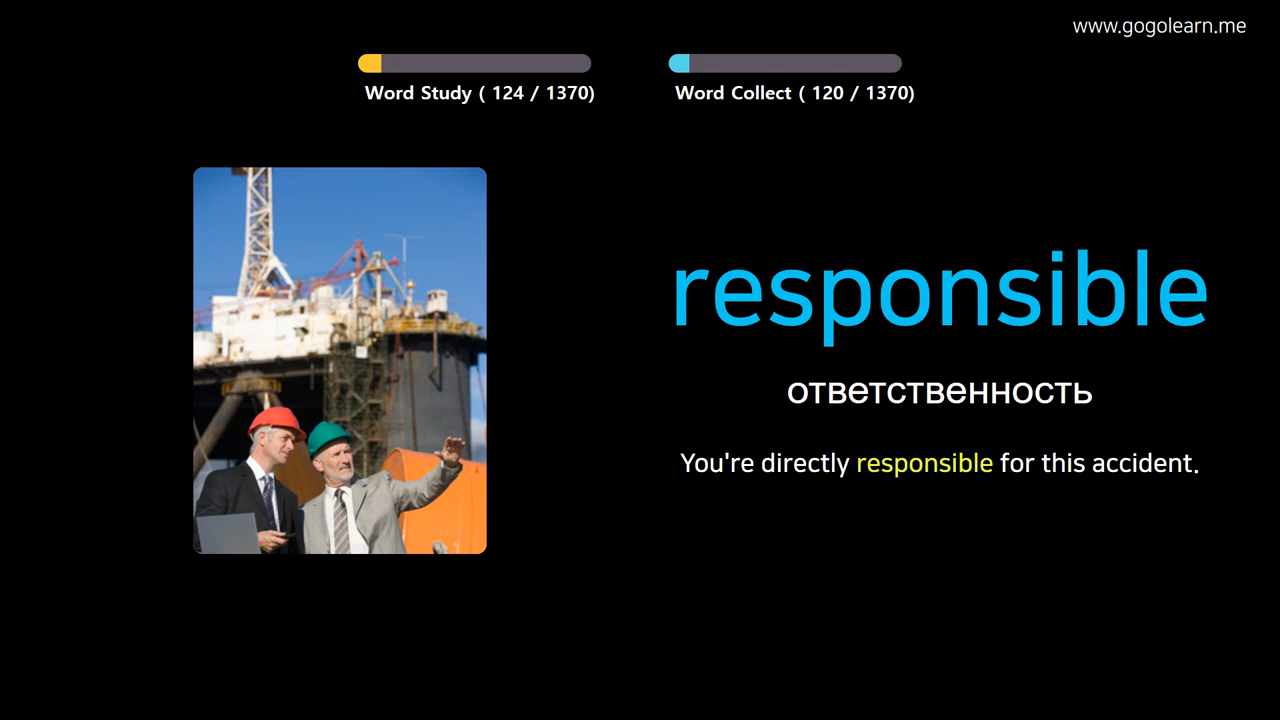 www.gogolearn.me
Word Study ( 124 / 1370)
Word Collect ( 120 / 1370)
responsible
ответственность
You're directly responsible for this accident.